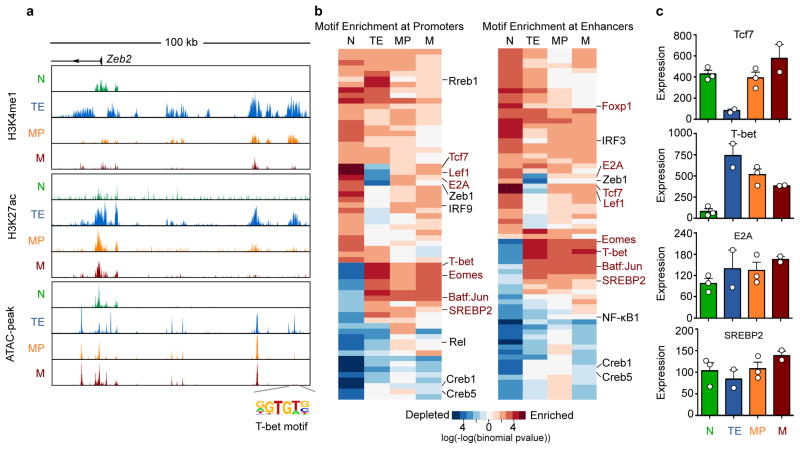 a
100 kb
Zeb2
H3K4me1
N
TE
MP
M
H3K27ac
N
TE
MP
M
ATAC-peak
N
TE
MP
M
GGTGTG
T-bet motif
b
Motif Enrichment at Promoters
N TE MP M
Rreb1
Tcf7
Lef1
E2A
Zeb1
IRF9
T-bet
Eomes
Batf:Jun
SREBP2
Rel
Creb1
Creb5
Motif Enrichment at Enhancers
N TE MP M
Foxp1
IRF3
E2A
Zeb1
Tcf7
Lef1
Eomes
T-bet
Batf:Jun
SREBP2
NF-κB1
Creb1
Creb5
Depleted Enriched
4 0 4
log(-log(binomial pvalue))
c
Tcf7
Expression
800
600
400
200
0
T-bet
Expression
1000
750
500
250
0
E2A
Expression
240
180
120
60
0
SREBP2
Expression
200
150
100
50
0
N TE MP M